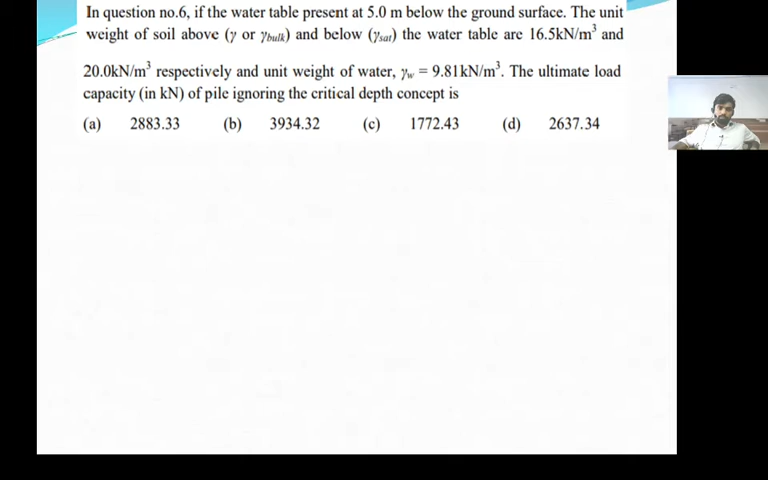 In question no.6, if the water table present at 5.0 m below the ground surface. The unit
weight of soil above (γ or γbulk) and below (γsat) the water table are 16.5kN/m³ and
20.0kN/m³ respectively and unit weight of water, γw = 9.81kN/m³. The ultimate load
capacity (in kN) of pile ignoring the critical depth concept is
(a) 2883.33 (b) 3934.32 (c) 1772.43 (d) 2637.34